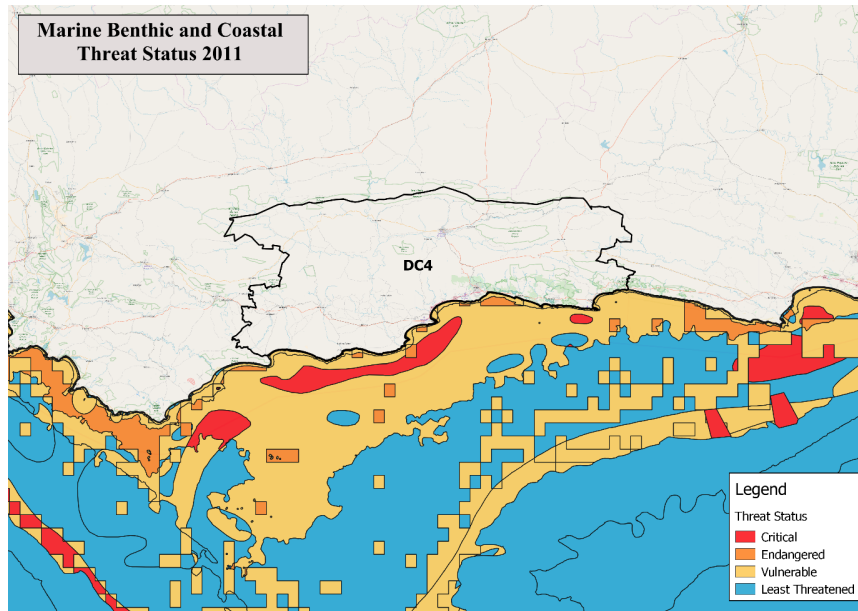 Marine Benthic and Coastal
Threat Status 2011
DC4
Legend
Threat Status
Critical
Endangered
Vulnerable
Least Threatened